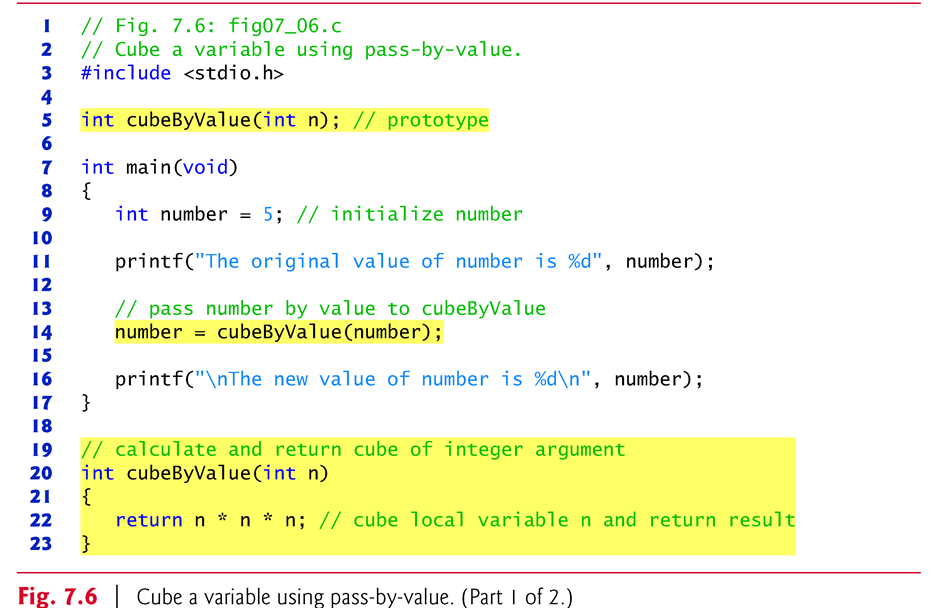 1 // Fig. 7.6: fig07_06.c
2 // Cube a variable using pass-by-value.
3 #include <stdio.h>
4
5 int cubeByValue(int n); // prototype
6
7 int main(void)
8 {
9    int number = 5; // initialize number
10
11    printf("The original value of number is %d", number);
12
13    // pass number by value to cubeByValue
14    number = cubeByValue(number);
15
16    printf("\nThe new value of number is %d\n", number);
17 }
18
19 // calculate and return cube of integer argument
20 int cubeByValue(int n)
21 {
22    return n * n * n; // cube local variable n and return result
23 }
Fig. 7.6 | Cube a variable using pass-by-value. (Part 1 of 2.)